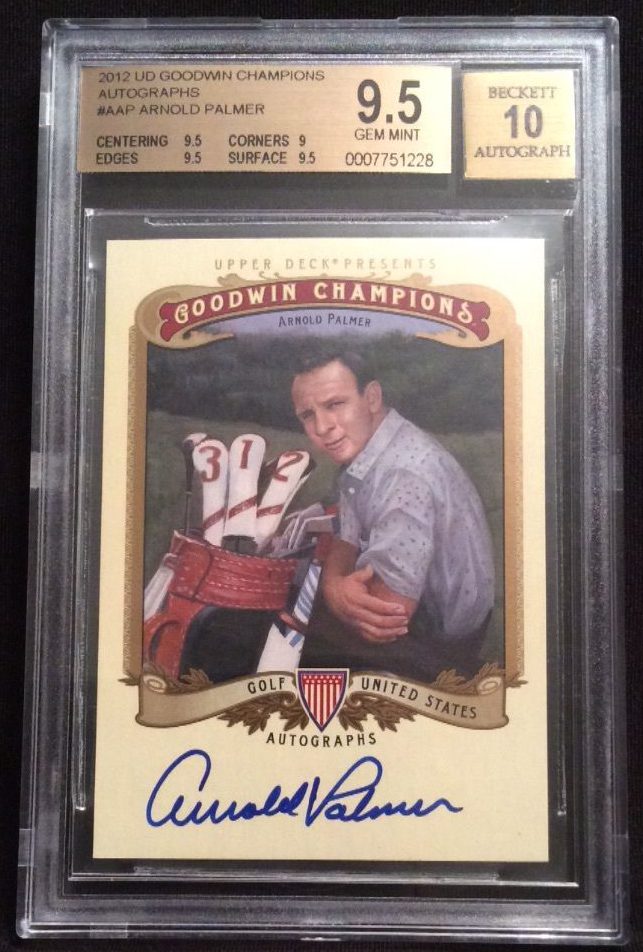 2012 UD GOODWIN CHAMPIONS
AUTOGRAPHS
#AAP ARNOLD PALMER
CENTERING 9.5 CORNERS 9
EDGES 9.5 SURFACE 9.5
9.5
GEM MINT
0007751228
BECKETT
10
AUTOGRAPH
UPPER DECK® PRESENTS
GOODWIN CHAMPIONS
ARNOLD PALMER
3 1 2
GOLF UNITED STATES
AUTOGRAPHS
Arnold Palmer